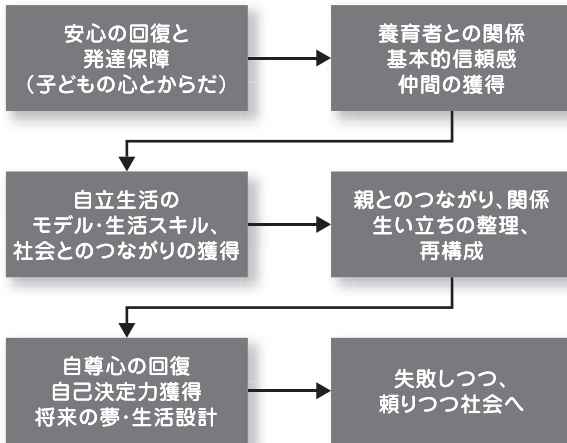 安心の回復と
発達保障
（子どもの心とからだ）
養育者との関係
基本的信頼感
仲間の獲得
自立生活の
モデル・生活スキル、
社会とのつながりの獲得
親とのつながり、関係
生い立ちの整理、
再構成
自尊心の回復
自己決定力獲得
将来の夢・生活設計
失敗しつつ、
頼りつつ社会へ